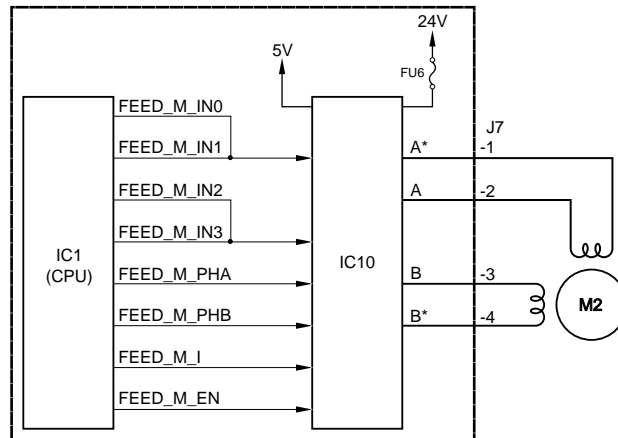 24V
5V
FU6
FEED_M_IN0
J7
FEED_M_IN1
A*
-1
FEED_M_IN2
A
-2
FEED_M_IN3
IC1
(CPU)
IC10
FEED_M_PHA
B
-3
M2
FEED_M_PHB
B*
-4
FEED_M_I
FEED_M_EN